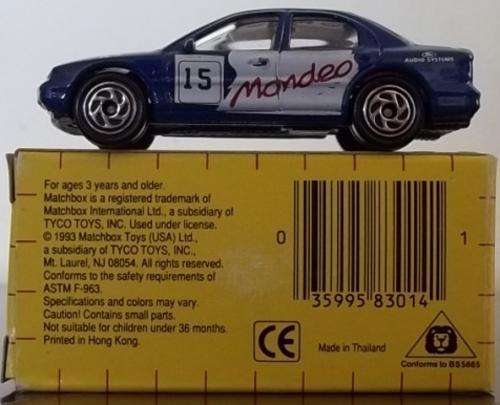 15
Mondeo
Ford
AUDIO SYSTEMS
For ages 3 years and older.
Matchbox is a registered trademark of
Matchbox International Ltd., a subsidiary of
TYCO TOYS, INC. Used under license.
© 1993 Matchbox Toys (USA) Ltd.,
a subsidiary of TYCO TOYS, INC.,
Mt. Laurel, NJ 08054. All rights reserved.
Conforms to the safety requirements of
ASTM F-963.
Specifications and colors may vary.
Caution! Contains small parts.
Not suitable for children under 36 months.
Printed in Hong Kong.
0 35995 83014 1
CE
Made in Thailand
Conforms to BS5665